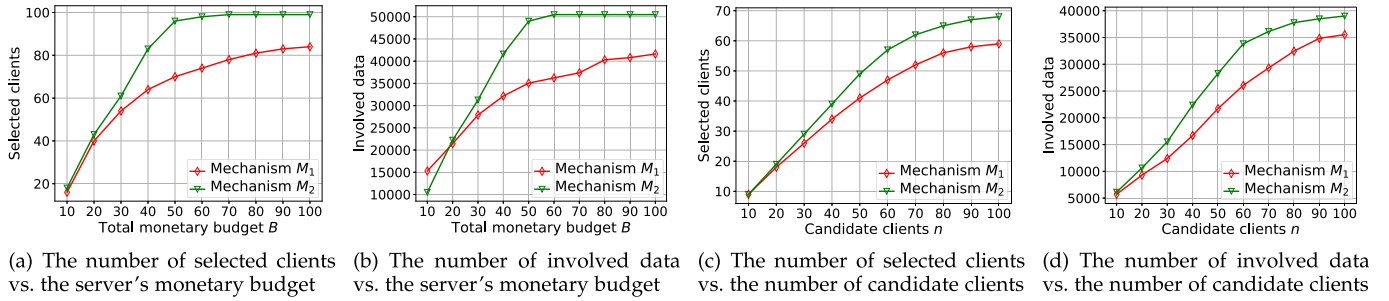 100
80
60
40
20
Selected clients
Mechanism M1
Mechanism M2
10 20 30 40 50 60 70 80 90 100
Total monetary budget B
(a) The number of selected clients
vs. the server's monetary budget
50000
45000
40000
35000
30000
25000
20000
15000
10000
Involved data
Mechanism M1
Mechanism M2
10 20 30 40 50 60 70 80 90 100
Total monetary budget B
(b) The number of involved data
vs. the server's monetary budget
70
60
50
40
30
20
10
Selected clients
Mechanism M1
Mechanism M2
10 20 30 40 50 60 70 80 90 100
Candidate clients n
(c) The number of selected clients
vs. the number of candidate clients
40000
35000
30000
25000
20000
15000
10000
5000
Involved data
Mechanism M1
Mechanism M2
10 20 30 40 50 60 70 80 90 100
Candidate clients n
(d) The number of involved data
vs. the number of candidate clients